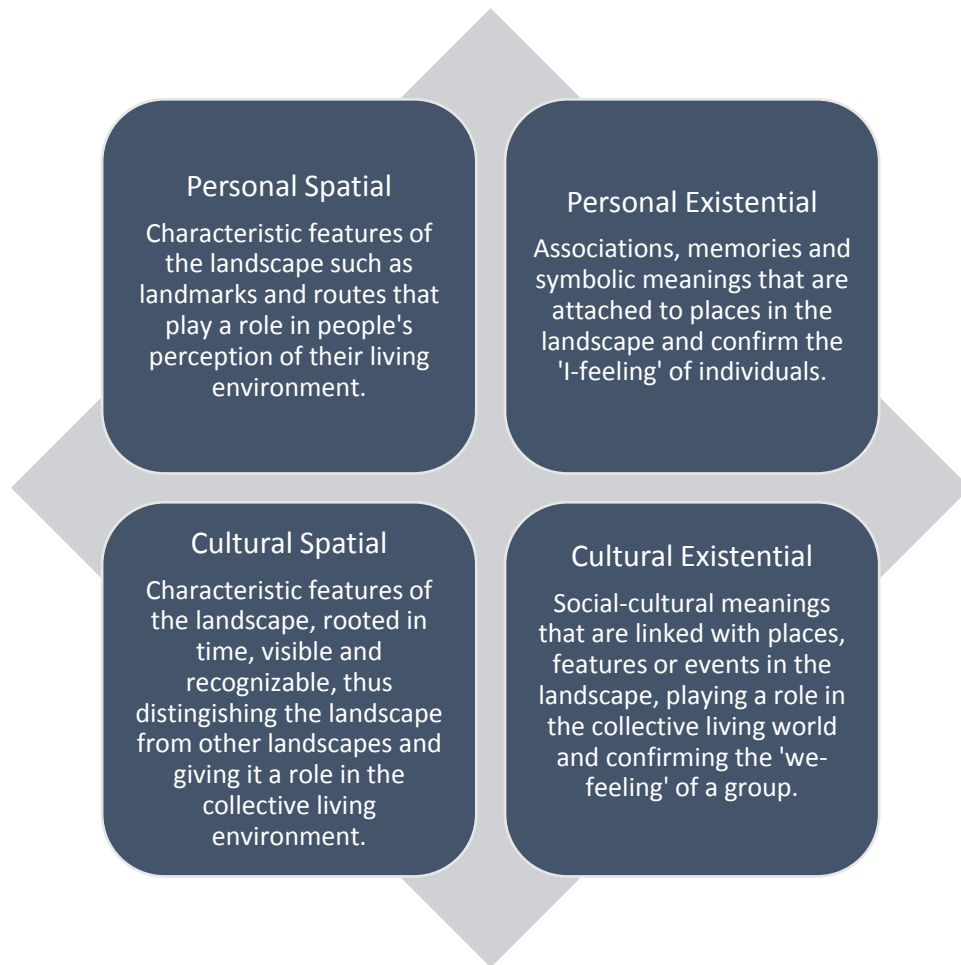 Personal Spatial
Characteristic features of
the landscape such as
landmarks and routes that
play a role in people's
perception of their living
environment.
Personal Existential
Associations, memories and
symbolic meanings that are
attached to places in the
landscape and confirm the
'I-feeling' of individuals.
Cultural Spatial
Characteristic features of
the landscape, rooted in
time, visible and
recognizable, thus
distingishing the landscape
from other landscapes and
giving it a role in the
collective living
environment.
Cultural Existential
Social-cultural meanings
that are linked with places,
features or events in the
landscape, playing a role in
the collective living world
and confirming the 'we-
feeling' of a group.